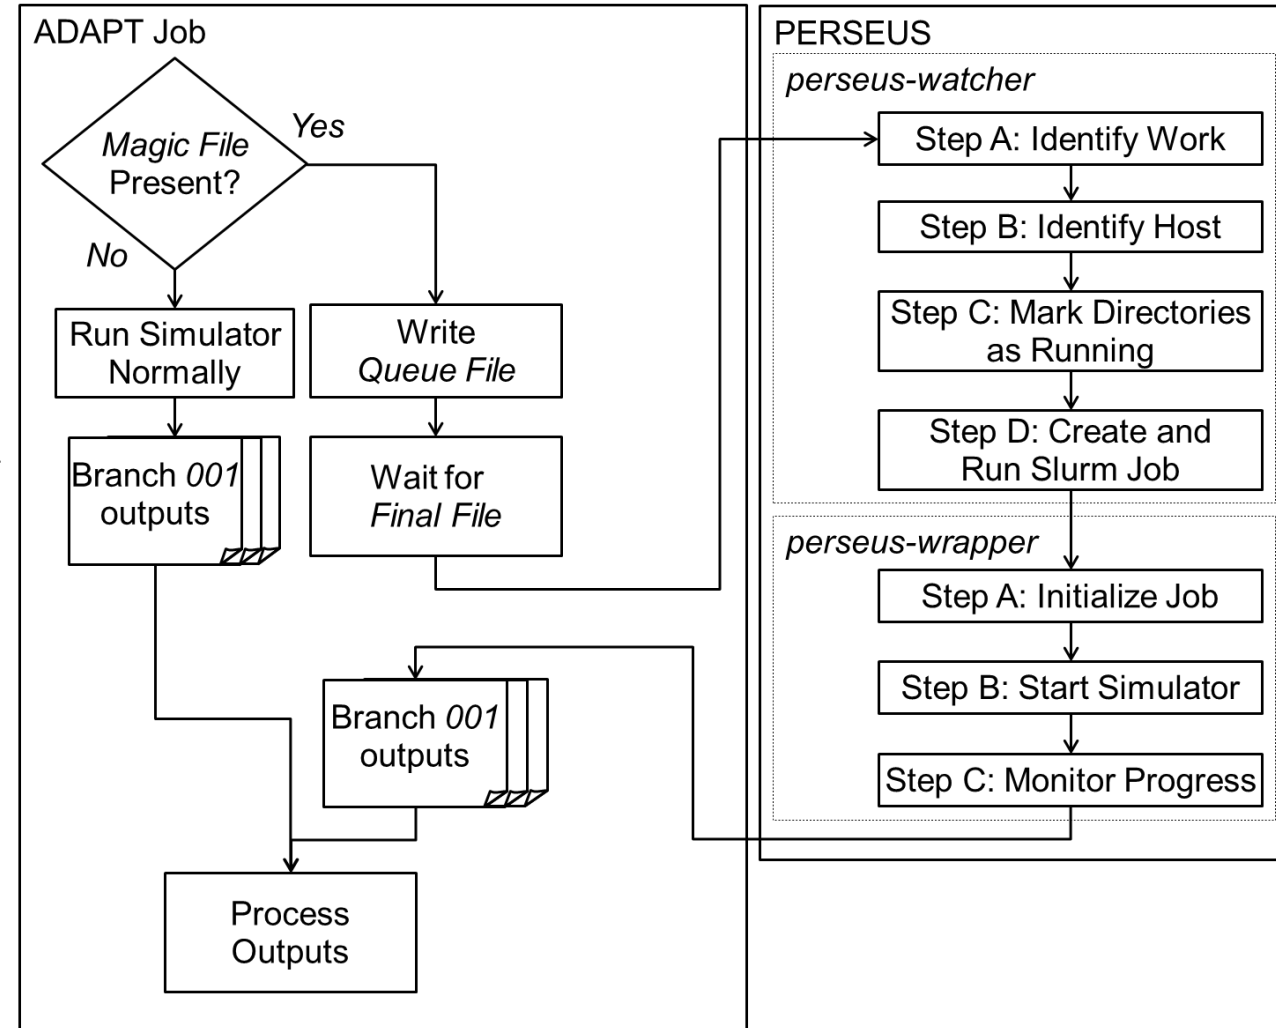 ADAPT Job
Magic File
Present?
Yes
No
Run Simulator
Normally
Write
Queue File
Branch 001
outputs
Wait for
Final File
Branch 001
outputs
Process
Outputs
PERSEUS
perseus-watcher
Step A: Identify Work
Step B: Identify Host
Step C: Mark Directories
as Running
Step D: Create and
Run Slurm Job
perseus-wrapper
Step A: Initialize Job
Step B: Start Simulator
Step C: Monitor Progress